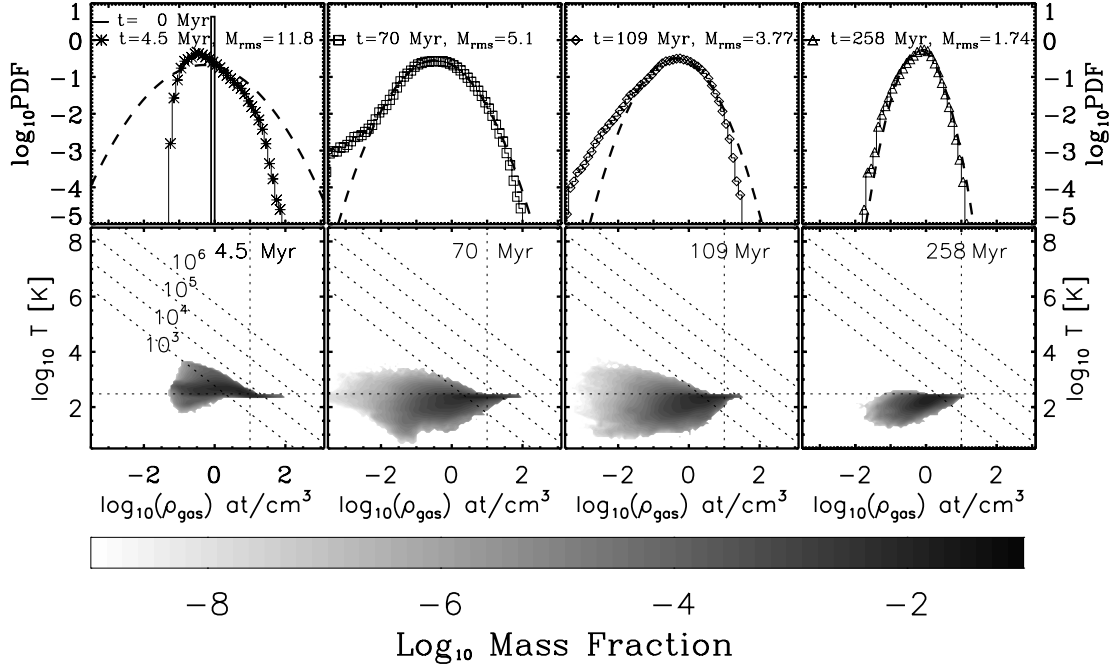 t= 0 Myr
t=4.5 Myr, Mrms=11.8
t=70 Myr, Mrms=5.1
t=109 Myr, Mrms=3.77
t=258 Myr, Mrms=1.74
log10PDF
1
0
−1
−2
−3
−4
−5
1
0
−1
−2
−3
−4
−5
log10PDF
4.5 Myr
70 Myr
109 Myr
258 Myr
10^6
10^5
10^4
10^3
log10 T [K]
8
6
4
2
8
6
4
2
log10 T [K]
−2 0 2 −2 0 2 −2 0 2 −2 0 2
log10(ρgas) at/cm^3 log10(ρgas) at/cm^3 log10(ρgas) at/cm^3 log10(ρgas) at/cm^3
−8 −6 −4 −2
Log10 Mass Fraction